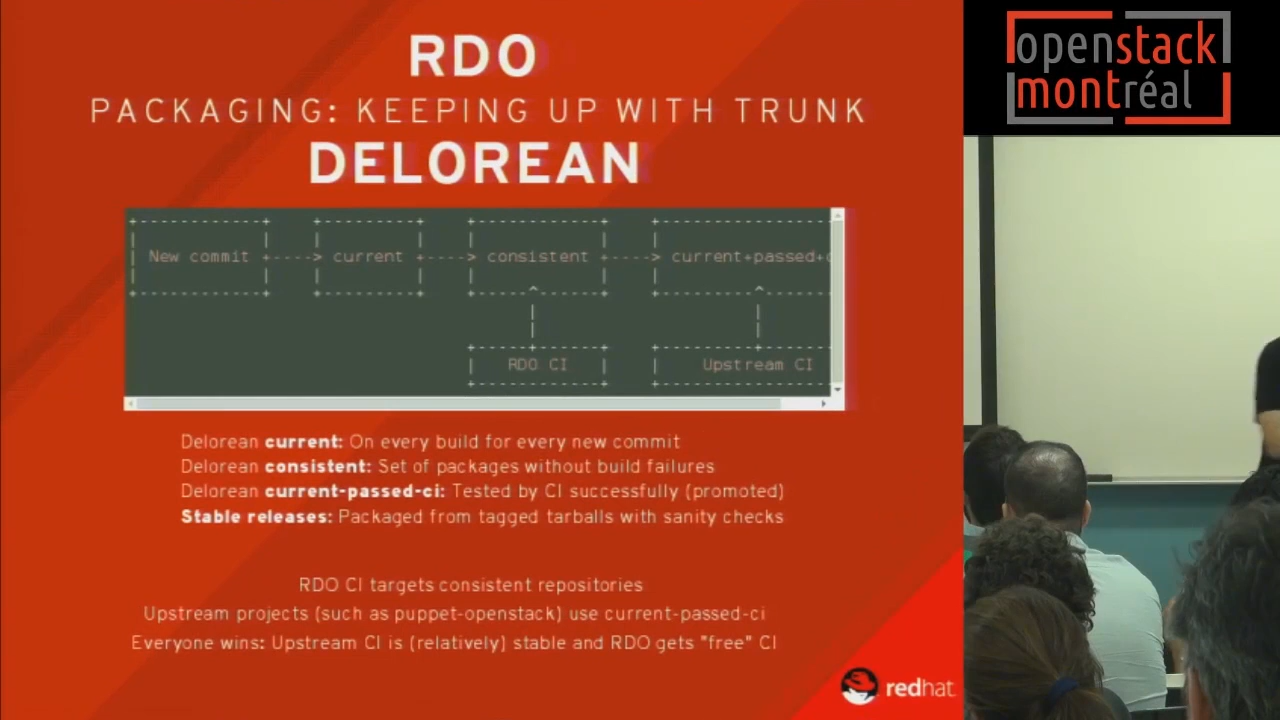 RDO
PACKAGING: KEEPING UP WITH TRUNK
DELOREAN
New commit
current
consistent
current+passed+c
RDO CI
Upstream CI
Delorean current: On every build for every new commit
Delorean consistent: Set of packages without build failures
Delorean current-passed-ci: Tested by CI successfully (promoted)
Stable releases: Packaged from tagged tarballs with sanity checks
RDO CI targets consistent repositories
Upstream projects (such as puppet-openstack) use current-passed-ci
Everyone wins: Upstream CI is (relatively) stable and RDO gets "free" CI
redhat.
openstack
montréal